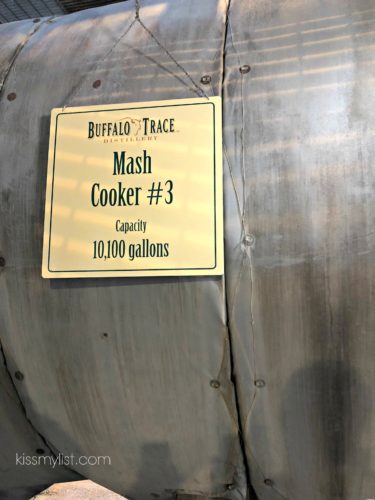 BUFFALO TRACE
DISTILLERY
Mash
Cooker #3
Capacity
10,100 gallons
kissmylist.com